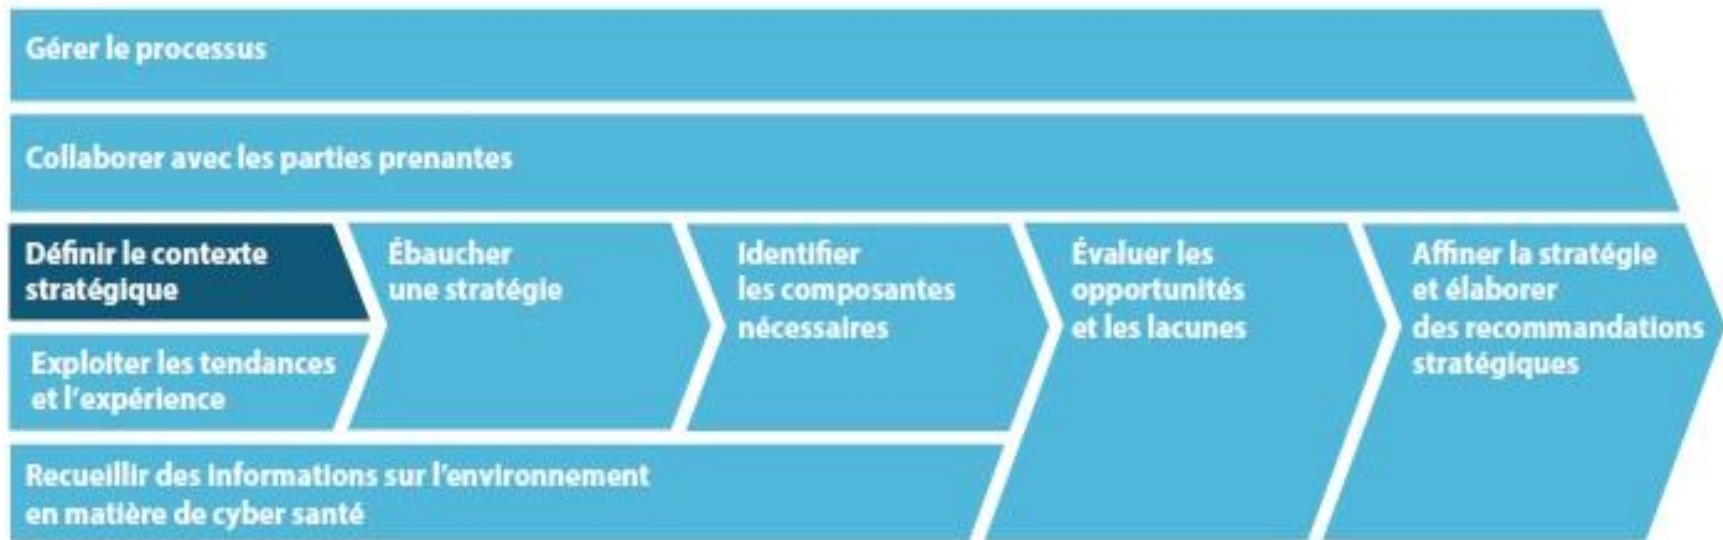 Gérer le processus
Collaborer avec les parties prenantes
Définir le contexte
stratégique
Exploiter les tendances
et l'expérience
Ébaucher
une stratégie
Identifier
les composantes
nécessaires
Évaluer les
opportunités
et les lacunes
Affiner la stratégie
et élaborer
des recommandations
stratégiques
Recueillir des informations sur l'environnement
en matière de cyber santé